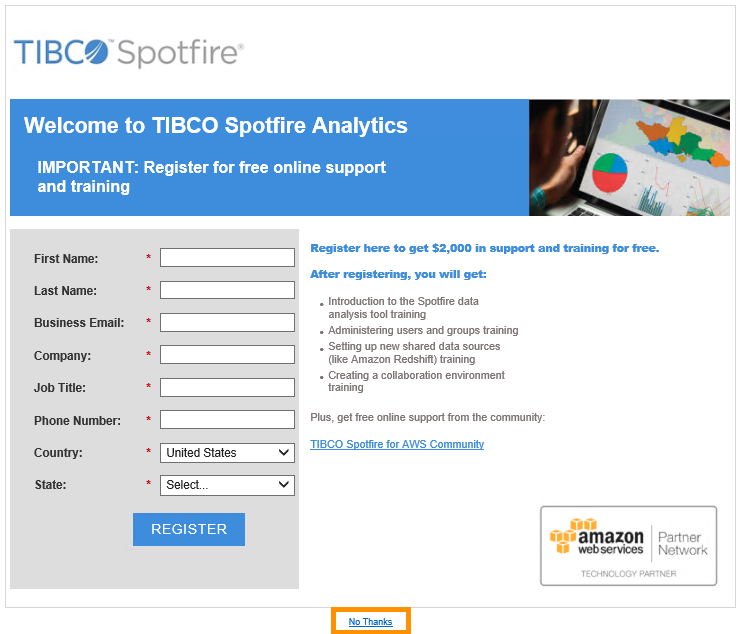 TIBCO™ Spotfire®
Welcome to TIBCO Spotfire Analytics
IMPORTANT: Register for free online support
and training
First Name: *
Last Name: *
Business Email: *
Company: *
Job Title: *
Phone Number: *
Country: * United States
State: * Select...
REGISTER
Register here to get $2,000 in support and training for free.
After registering, you will get:
• Introduction to the Spotfire data
analysis tool training
• Administering users and groups training
• Setting up new shared data sources
(like Amazon Redshift) training
• Creating a collaboration environment
training
Plus, get free online support from the community:
TIBCO Spotfire for AWS Community
amazon
web services
Partner
Network
TECHNOLOGY PARTNER
No Thanks